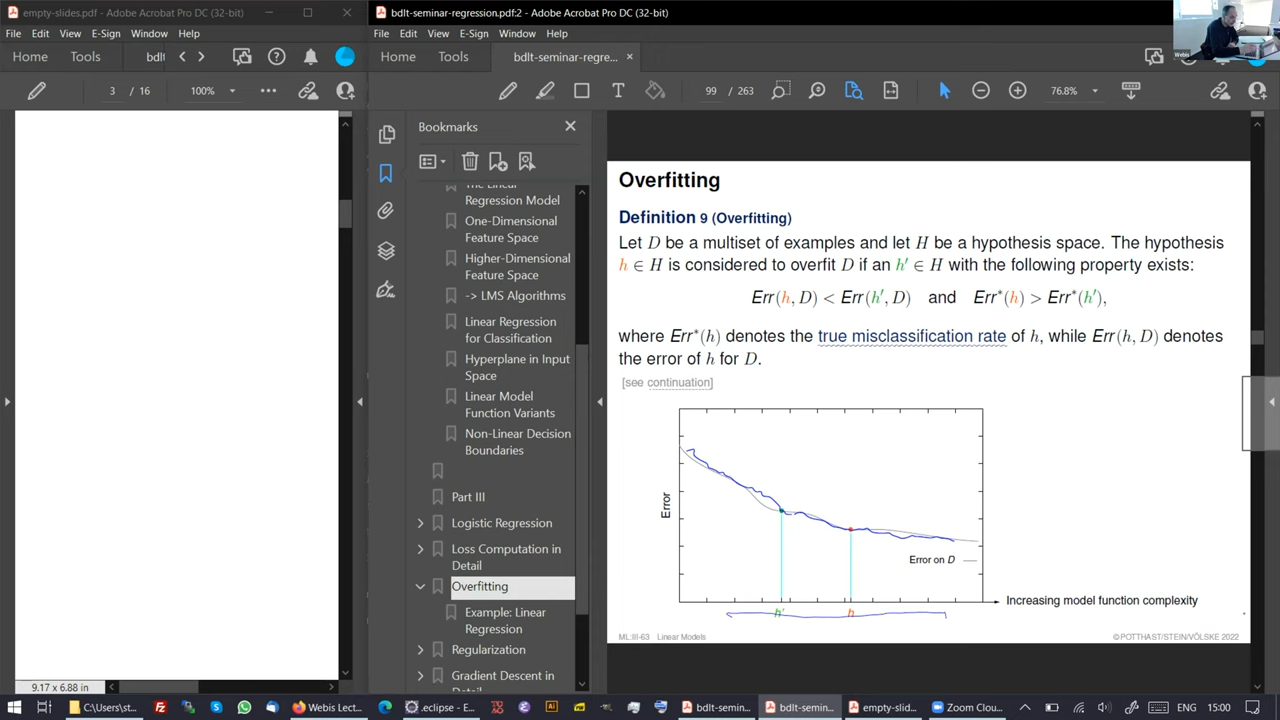 empty-slides.pdf - Adobe Acrobat Pro DC (32-bit)
bdlt-seminar-regression.pdf:2 - Adobe Acrobat Pro DC (32-bit)
File Edit View E-Sign Window Help
File Edit View E-Sign Window Help
Home Tools bdlt
Home Tools bdlt-seminar-regre...
3 / 16 100%
99 / 263 76.8%
Webis
Bookmarks
The Linear
Regression Model
One-Dimensional
Feature Space
Higher-Dimensional
Feature Space
-> LMS Algorithms
Linear Regression
for Classification
Hyperplane in Input
Space
Linear Model
Function Variants
Non-Linear Decision
Boundaries
Part III
Logistic Regression
Loss Computation in
Detail
Overfitting
Example: Linear
Regression
Regularization
Gradient Descent in
Detail
9.17 x 6.88 in
Overfitting
Definition 9 (Overfitting)
Let D be a multiset of examples and let H be a hypothesis space. The hypothesis
h ∈ H is considered to overfit D if an h′ ∈ H with the following property exists:
Err(h, D) < Err(h′, D) and Err*(h) > Err*(h′),
where Err*(h) denotes the true misclassification rate of h, while Err(h, D) denotes
the error of h for D.
[see continuation]
Error
Error on D
h′ h
Increasing model function complexity
ML:III-63 Linear Models
©POTTHAST/STEIN/VÖLSKE 2022
C:\Users\st... Webis Lect... .eclipse - E... bdlt-semin... bdlt-semin... empty-slid... Zoom Clou... ENG 15:00